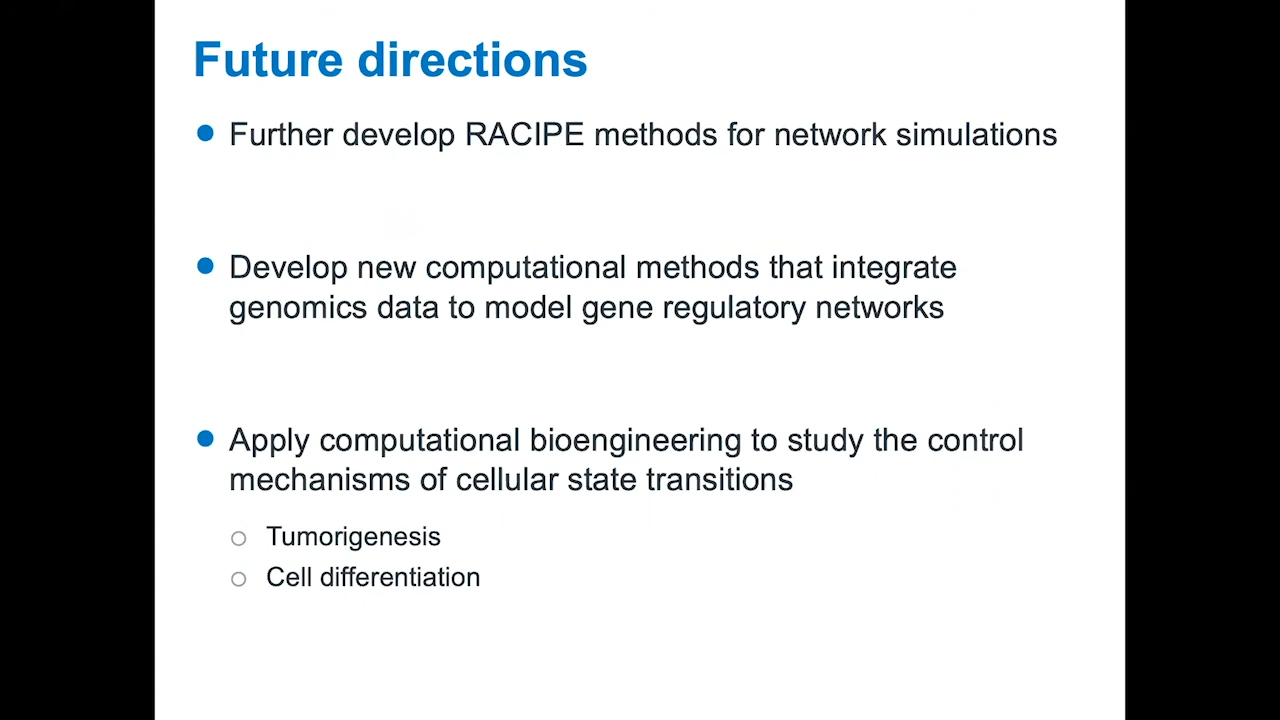 Future directions
Further develop RACIPE methods for network simulations
Develop new computational methods that integrate
genomics data to model gene regulatory networks
Apply computational bioengineering to study the control
mechanisms of cellular state transitions
Tumorigenesis
Cell differentiation